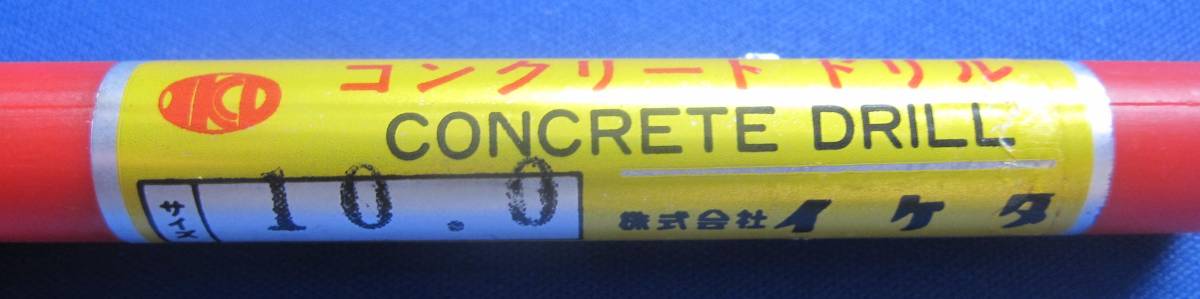 コンクリート ドリル
CONCRETE DRILL
サイズ 10.0
株式会社 イケダ